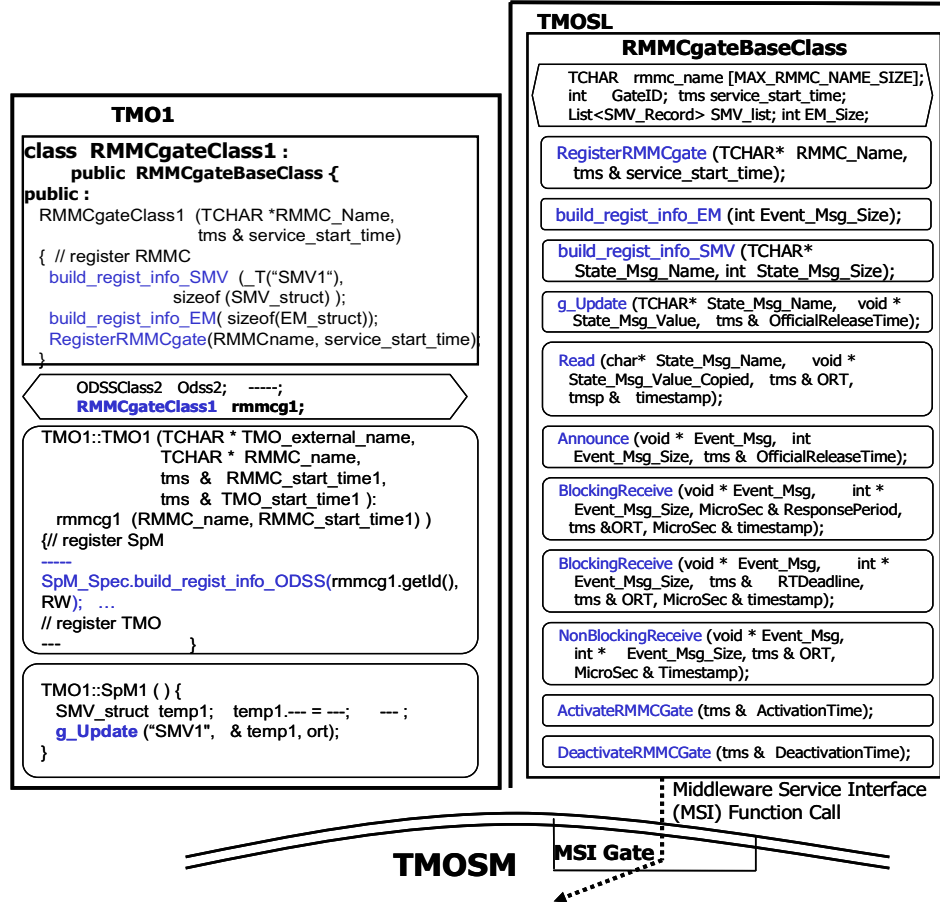 TMO1
class RMMCgateClass1 :
public RMMCgateBaseClass {
public :
RMMCgateClass1 (TCHAR *RMMC_Name,
tms & service_start_time)
{ // register RMMC
build_regist_info_SMV (_T(“SMV1“),
sizeof (SMV_struct) );
build_regist_info_EM( sizeof(EM_struct));
RegisterRMMCgate(RMMCname, service_start_time);
}
ODSSClass2 Odss2; -----;
RMMCgateClass1 rmmcg1;
TMO1::TMO1 (TCHAR * TMO_external_name,
TCHAR * RMMC_name,
tms & RMMC_start_time1,
tms & TMO_start_time1 ):
rmmcg1 (RMMC_name, RMMC_start_time1) )
{// register SpM
-----
SpM_Spec.build_regist_info_ODSS(rmmcg1.getId(),
RW); …
// register TMO
--- }
TMO1::SpM1 ( ) {
SMV_struct temp1; temp1.--- = ---; --- ;
g_Update (“SMV1", & temp1, ort);
}
TMOSL
RMMCgateBaseClass
TCHAR rmmc_name [MAX_RMMC_NAME_SIZE];
int GateID; tms service_start_time;
List<SMV_Record> SMV_list; int EM_Size;
RegisterRMMCgate (TCHAR* RMMC_Name,
tms & service_start_time);
build_regist_info_EM (int Event_Msg_Size);
build_regist_info_SMV (TCHAR*
State_Msg_Name, int State_Msg_Size);
g_Update (TCHAR* State_Msg_Name, void *
State_Msg_Value, tms & OfficialReleaseTime);
Read (char* State_Msg_Name, void *
State_Msg_Value_Copied, tms & ORT,
tmsp & timestamp);
Announce (void * Event_Msg, int
Event_Msg_Size, tms & OfficialReleaseTime);
BlockingReceive (void * Event_Msg, int *
Event_Msg_Size, MicroSec & ResponsePeriod,
tms &ORT, MicroSec & timestamp);
BlockingReceive (void * Event_Msg, int *
Event_Msg_Size, tms & RTDeadline,
tms & ORT, MicroSec & timestamp);
NonBlockingReceive (void * Event_Msg,
int * Event_Msg_Size, tms & ORT,
MicroSec & Timestamp);
ActivateRMMCGate (tms & ActivationTime);
DeactivateRMMCGate (tms & DeactivationTime);
Middleware Service Interface
(MSI) Function Call
MSI Gate
TMOSM